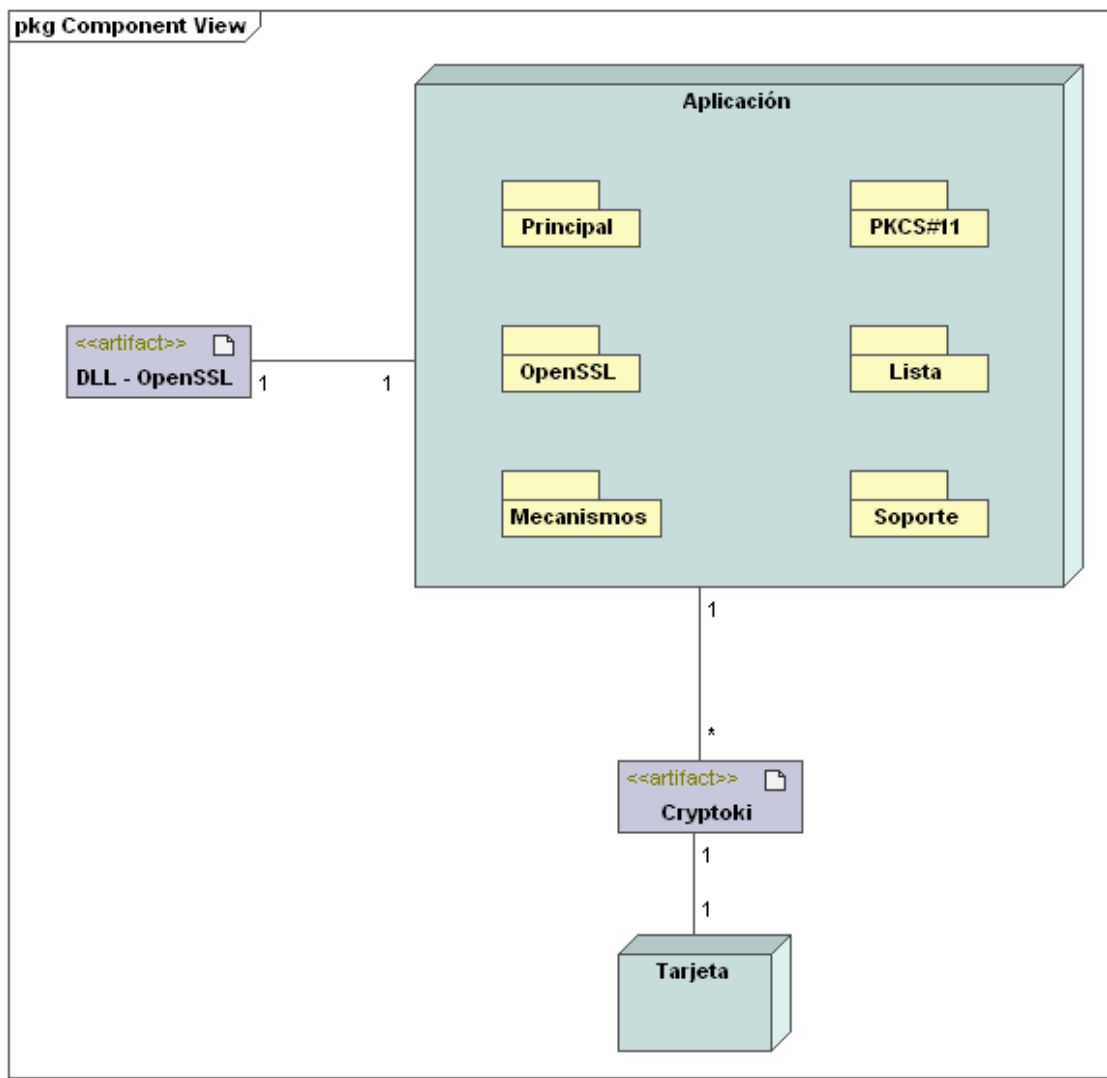 pkg Component View
Aplicación
Principal
PKCS#11
<<artifact>>
DLL - OpenSSL
1
1
OpenSSL
Lista
Mecanismos
Soporte
1
*
<<artifact>>
Cryptoki
1
1
Tarjeta